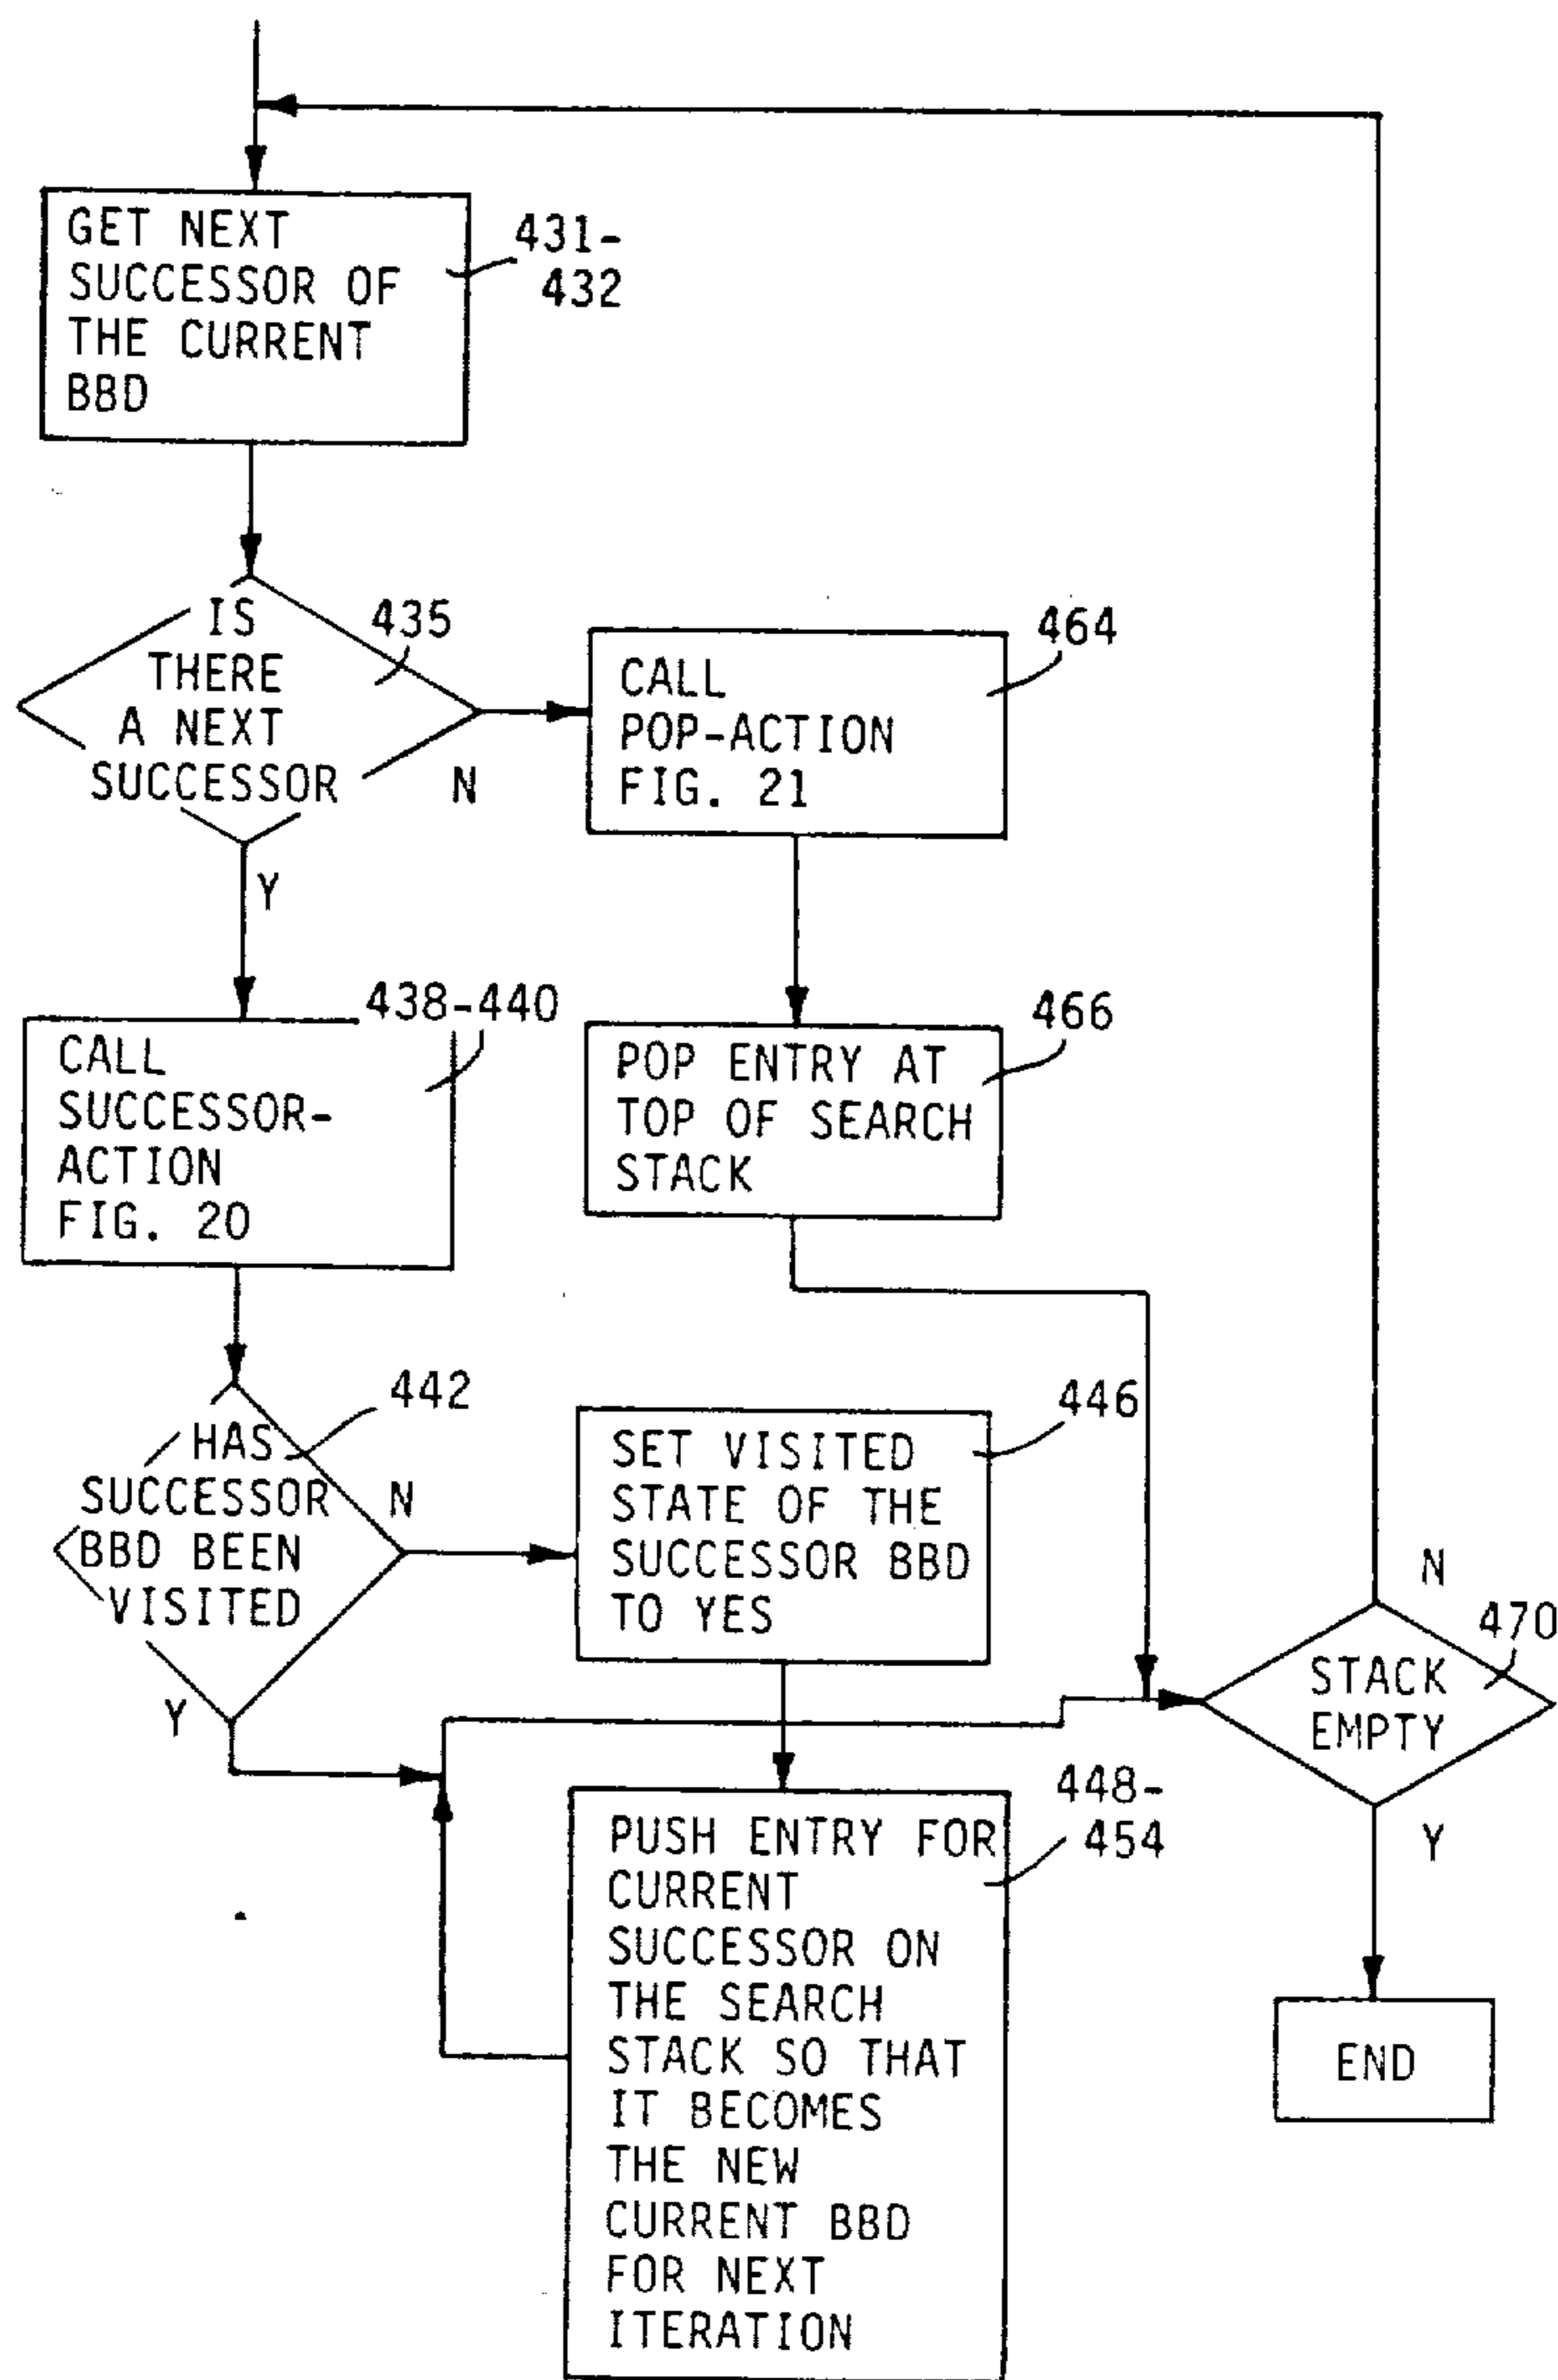 GET NEXT
SUCCESSOR OF
THE CURRENT
BBD
431-
432
IS
THERE
A NEXT
SUCCESSOR
435
N
Y
CALL
POP-ACTION
FIG. 21
464
CALL
SUCCESSOR-
ACTION
FIG. 20
438-440
POP ENTRY AT
TOP OF SEARCH
STACK
466
HAS
SUCCESSOR
BBD BEEN
VISITED
442
N
Y
SET VISITED
STATE OF THE
SUCCESSOR BBD
TO YES
446
N
470
STACK
EMPTY
Y
PUSH ENTRY FOR
CURRENT
SUCCESSOR ON
THE SEARCH
STACK SO THAT
IT BECOMES
THE NEW
CURRENT BBD
FOR NEXT
ITERATION
448-
454
END